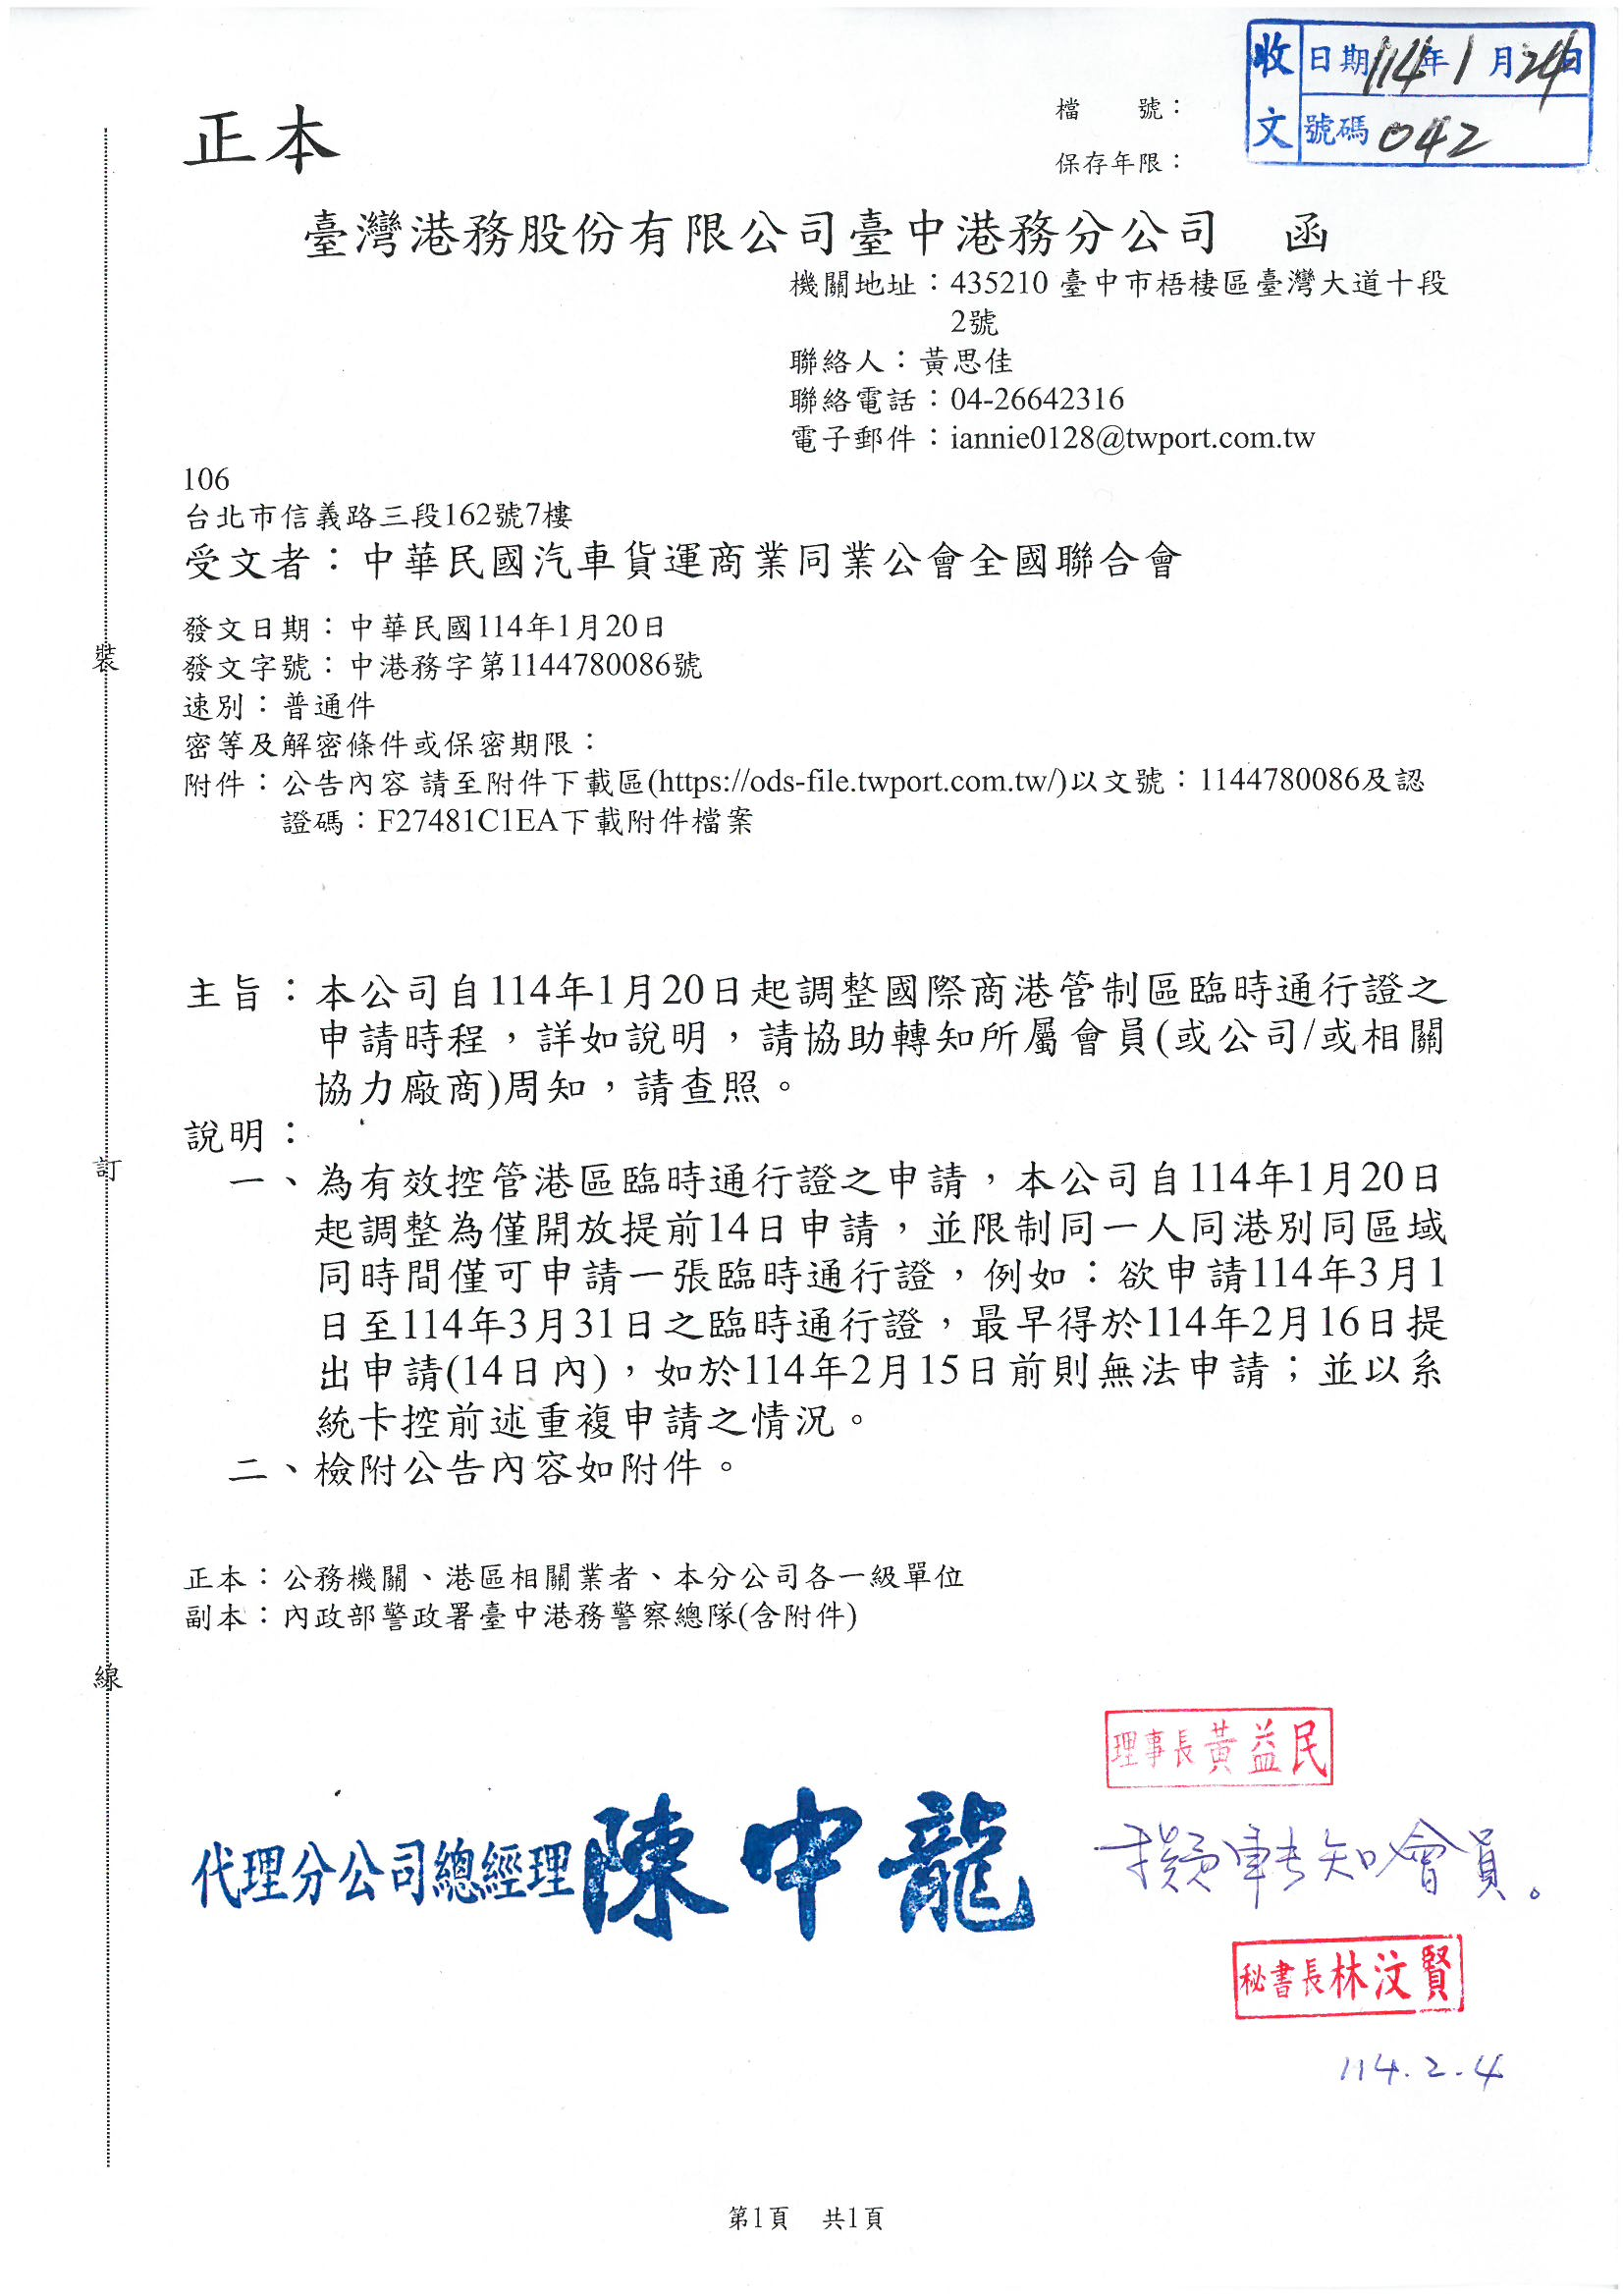 收文 日期 114年1月24日
號碼 042
檔　　號：
保存年限：
正本
臺灣港務股份有限公司臺中港務分公司　函
機關地址：435210 臺中市梧棲區臺灣大道十段
2號
聯絡人：黃思佳
聯絡電話：04-26642316
電子郵件：iannie0128@twport.com.tw
106
台北市信義路三段162號7樓
受文者：中華民國汽車貨運商業同業公會全國聯合會
發文日期：中華民國114年1月20日
發文字號：中港務字第1144780086號
速別：普通件
密等及解密條件或保密期限：
附件：公告內容 請至附件下載區(https://ods-file.twport.com.tw/)以文號：1144780086及認
證碼：F27481C1EA下載附件檔案
主旨：本公司自114年1月20日起調整國際商港管制區臨時通行證之
申請時程，詳如說明，請協助轉知所屬會員(或公司/或相關
協力廠商)周知，請查照。
說明：
一、為有效控管港區臨時通行證之申請，本公司自114年1月20日
起調整為僅開放提前14日申請，並限制同一人同港別同區域
同時間僅可申請一張臨時通行證，例如：欲申請114年3月1
日至114年3月31日之臨時通行證，最早得於114年2月16日提
出申請(14日內)，如於114年2月15日前則無法申請；並以系
統卡控前述重複申請之情況。
二、檢附公告內容如附件。
正本：公務機關、港區相關業者、本分公司各一級單位
副本：內政部警政署臺中港務警察總隊(含附件)
裝
訂
線
理事長黃益民
代理分公司總經理 陳中龍
擬轉知會員。
秘書長林汶賢
114.2.4
第1頁　共1頁